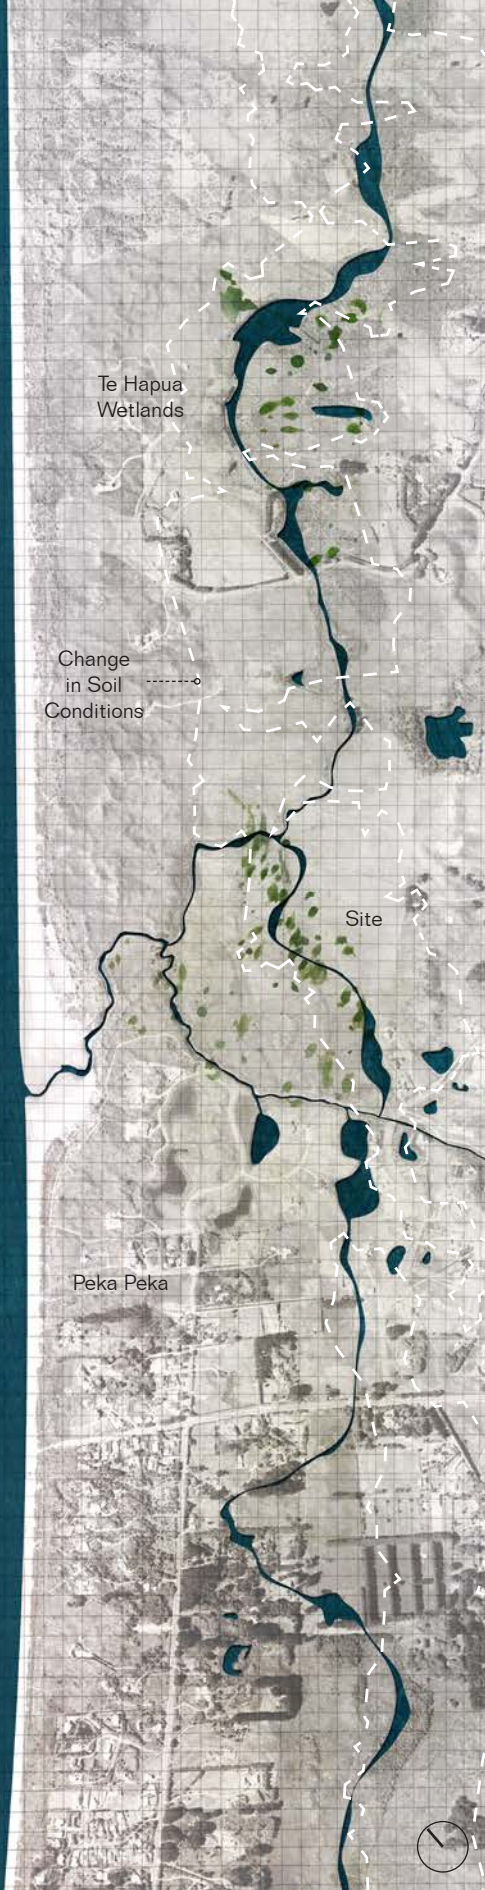 Te Hapua
Wetlands
Change
in Soil
Conditions
Site
Peka Peka